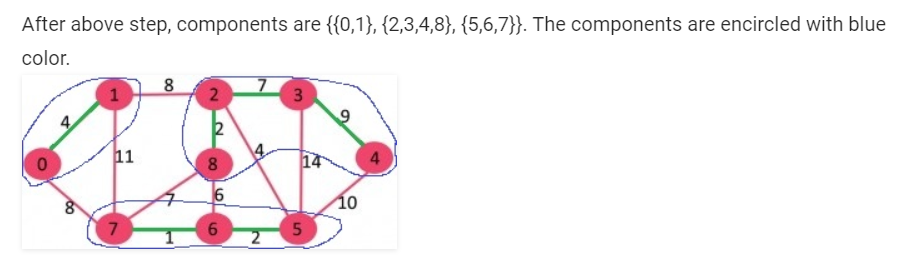 After above step, components are {{0,1}, {2,3,4,8}, {5,6,7}}. The components are encircled with blue
color.
1 8 2 7 3
4 2 9
0 11 8 4 14 4
8 7 6 10
7 1 6 2 5